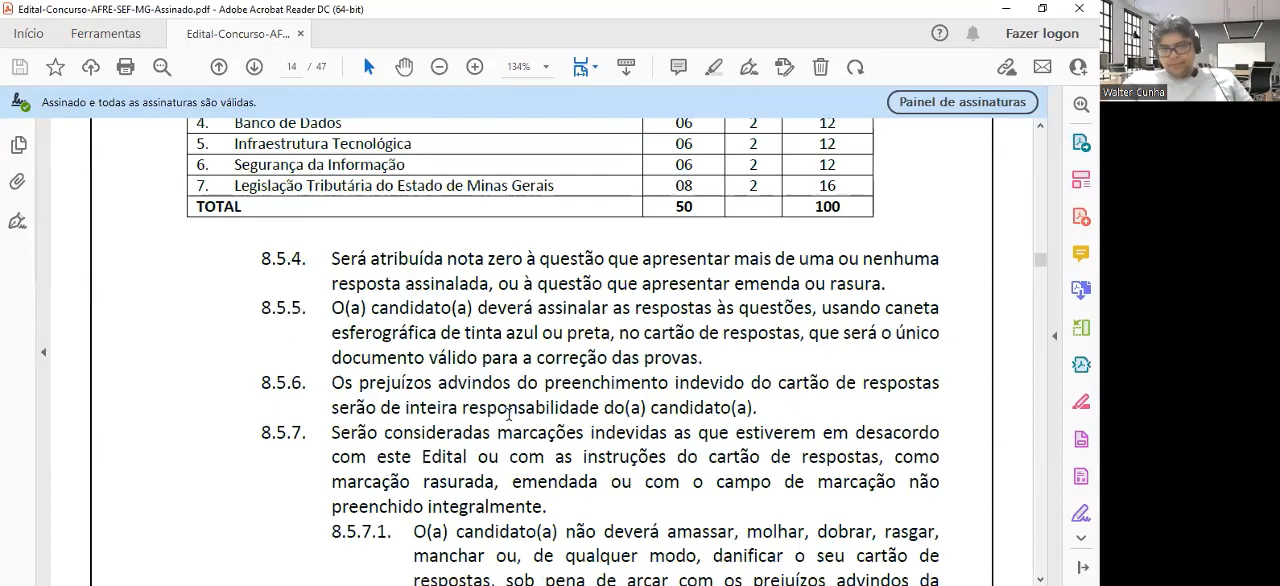 Edital-Concurso-AFRE-SEF-MG-Assinado.pdf - Adobe Acrobat Reader DC (64-bit)
Início Ferramentas Edital-Concurso-AF... × Fazer logon
14 / 47 134%
Assinado e todas as assinaturas são válidas. Painel de assinaturas
Walter Cunha
4. Banco de Dados 06 2 12
5. Infraestrutura Tecnológica 06 2 12
6. Segurança da Informação 06 2 12
7. Legislação Tributária do Estado de Minas Gerais 08 2 16
TOTAL 50 100
8.5.4. Será atribuída nota zero à questão que apresentar mais de uma ou nenhuma
resposta assinalada, ou à questão que apresentar emenda ou rasura.
8.5.5. O(a) candidato(a) deverá assinalar as respostas às questões, usando caneta
esferográfica de tinta azul ou preta, no cartão de respostas, que será o único
documento válido para a correção das provas.
8.5.6. Os prejuízos advindos do preenchimento indevido do cartão de respostas
serão de inteira responsabilidade do(a) candidato(a).
8.5.7. Serão consideradas marcações indevidas as que estiverem em desacordo
com este Edital ou com as instruções do cartão de respostas, como
marcação rasurada, emendada ou com o campo de marcação não
preenchido integralmente.
8.5.7.1. O(a) candidato(a) não deverá amassar, molhar, dobrar, rasgar,
manchar ou, de qualquer modo, danificar o seu cartão de
respostas, sob pena de arcar com os prejuízos advindos da